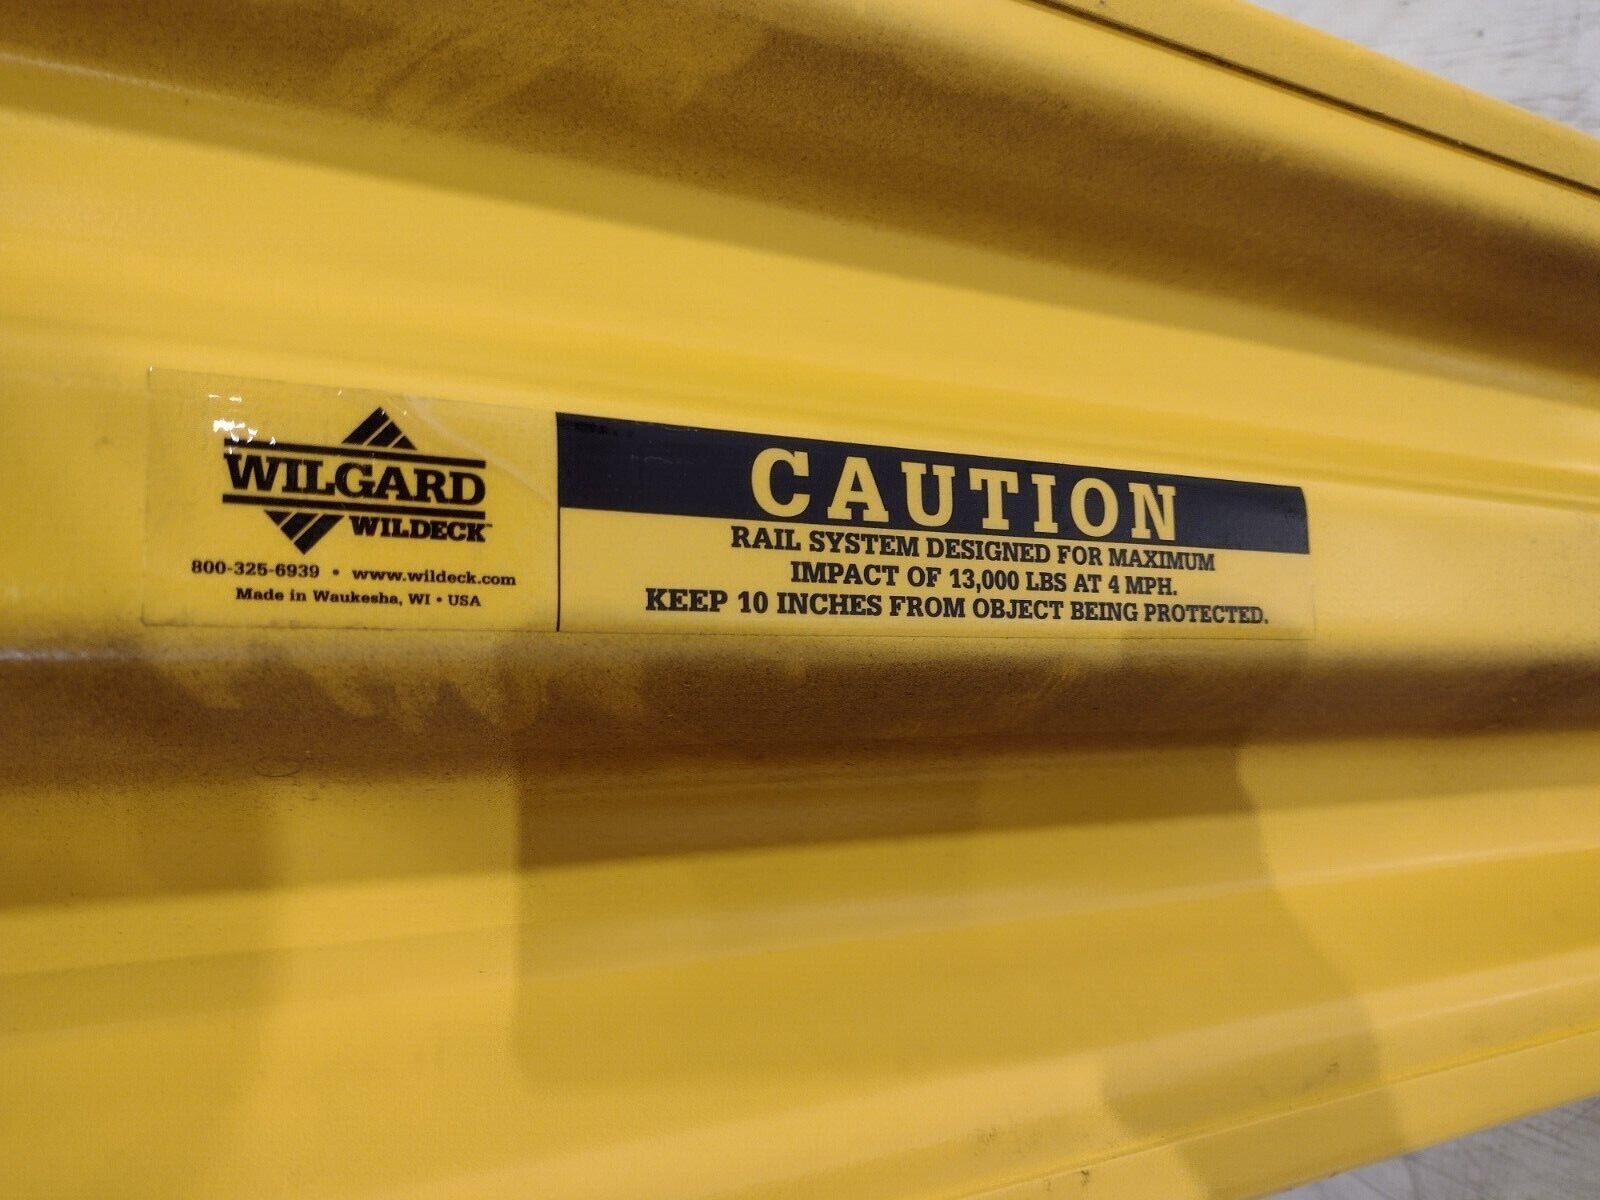 WILGARD
WILDECK™
800-325-6939 • www.wildeck.com
Made in Waukesha, WI • USA
CAUTION
RAIL SYSTEM DESIGNED FOR MAXIMUM
IMPACT OF 13,000 LBS AT 4 MPH.
KEEP 10 INCHES FROM OBJECT BEING PROTECTED.